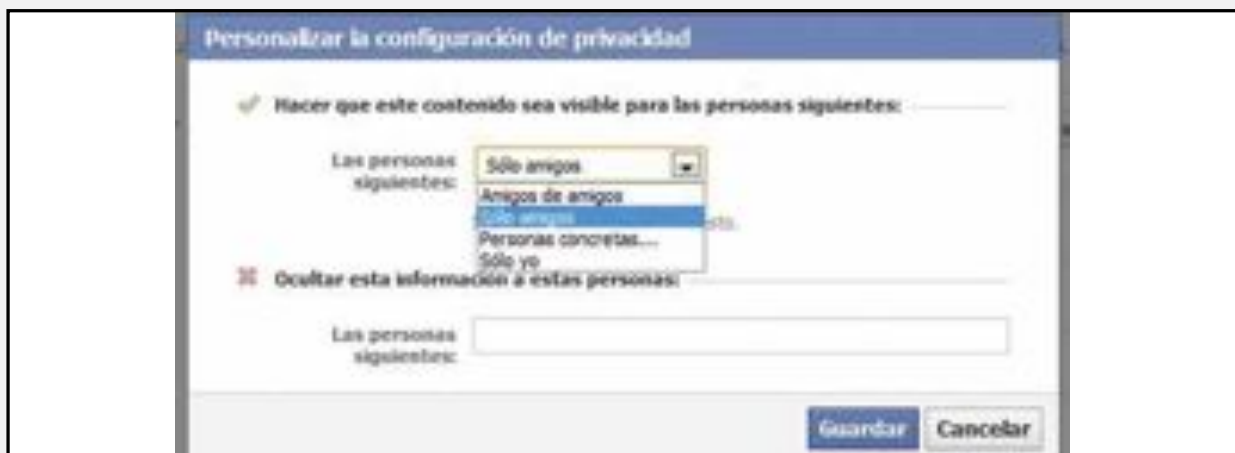 Personalizar la configuración de privacidad
Hacer que este contenido sea visible para las personas siguientes:
Las personas
siguientes:
Sólo amigos
Amigos de amigos
Sólo amigos
Personas concretas...
Sólo yo
Ocultar esta información a estas personas:
Las personas
siguientes:
Guardar
Cancelar